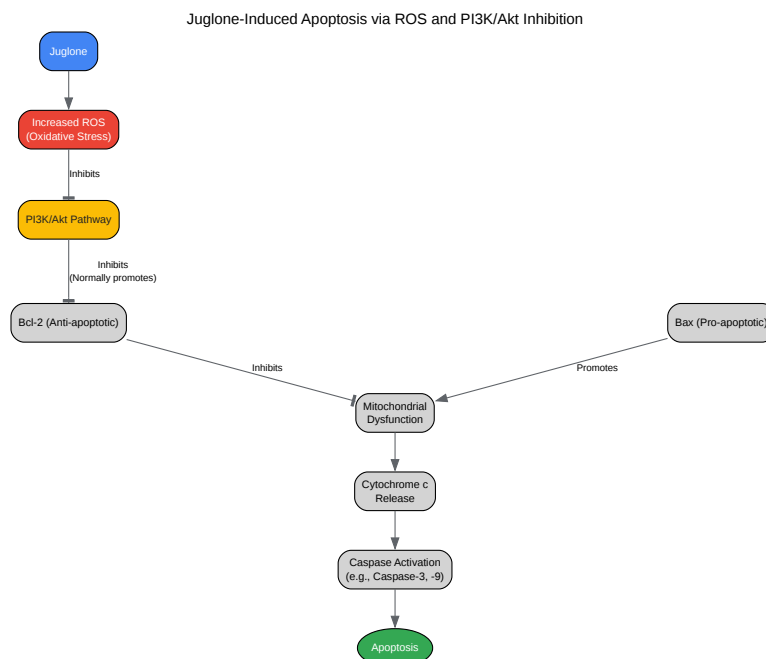 Juglone-Induced Apoptosis via ROS and PI3K/Akt Inhibition
Juglone
Increased ROS
(Oxidative Stress)
Inhibits
PI3K/Akt Pathway
Inhibits
(Normally promotes)
Bcl-2 (Anti-apoptotic)
Bax (Pro-apoptotic)
Inhibits
Promotes
Mitochondrial
Dysfunction
Cytochrome c
Release
Caspase Activation
(e.g., Caspase-3, -9)
Apoptosis